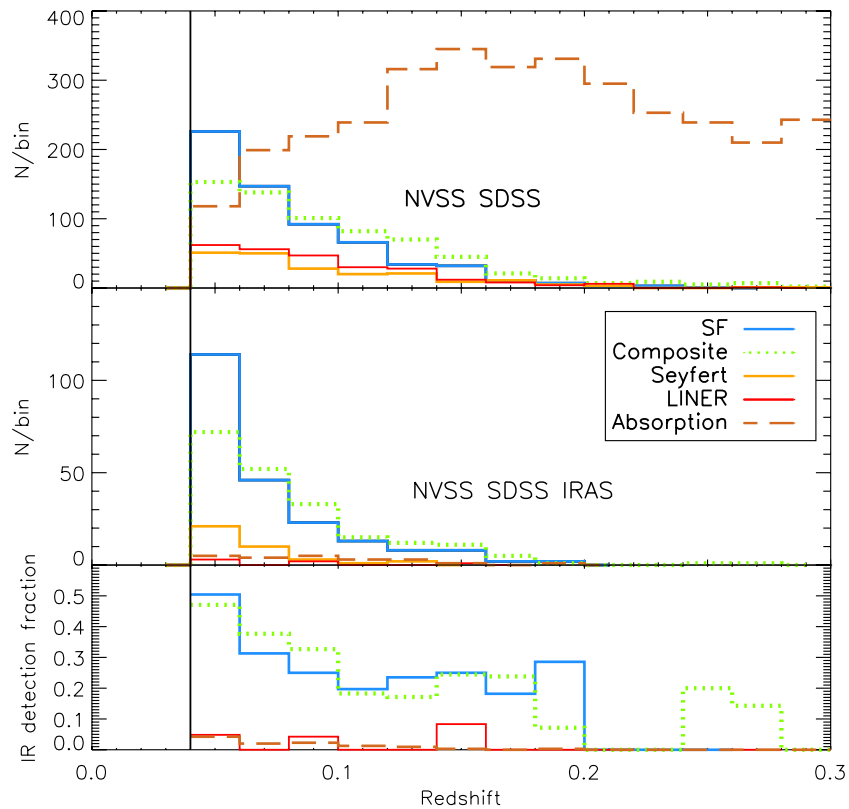 400
300
200
100
0
N/bin
NVSS SDSS
100
50
0
N/bin
SF
Composite
Seyfert
LINER
Absorption
NVSS SDSS IRAS
0.5
0.4
0.3
0.2
0.1
0.0
IR detection fraction
0.0
0.1
0.2
0.3
Redshift